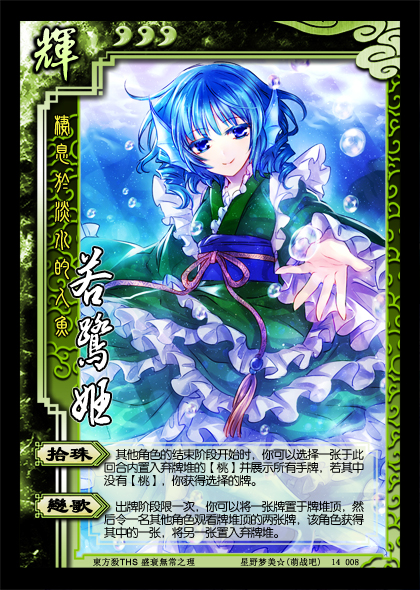 輝
棲息於淡水的人魚
若鷺姬
拾珠
其他角色的结束阶段开始时，你可以选择一张于此
回合内置入弃牌堆的【桃】并展示所有手牌，若其中
没有【桃】，你获得选择的牌。
戀歌
出牌阶段限一次，你可以将一张牌置于牌堆顶，然
后令一名其他角色观看牌堆顶的两张牌，该角色获得
其中的一张，将另一张置入弃牌堆。
東方殺THS 盛衰無常之理
星野梦美☆(萌战吧) 14 008